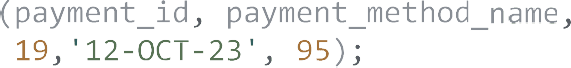 (payment_id, payment_method_name,
19,'12-OCT-23', 95);